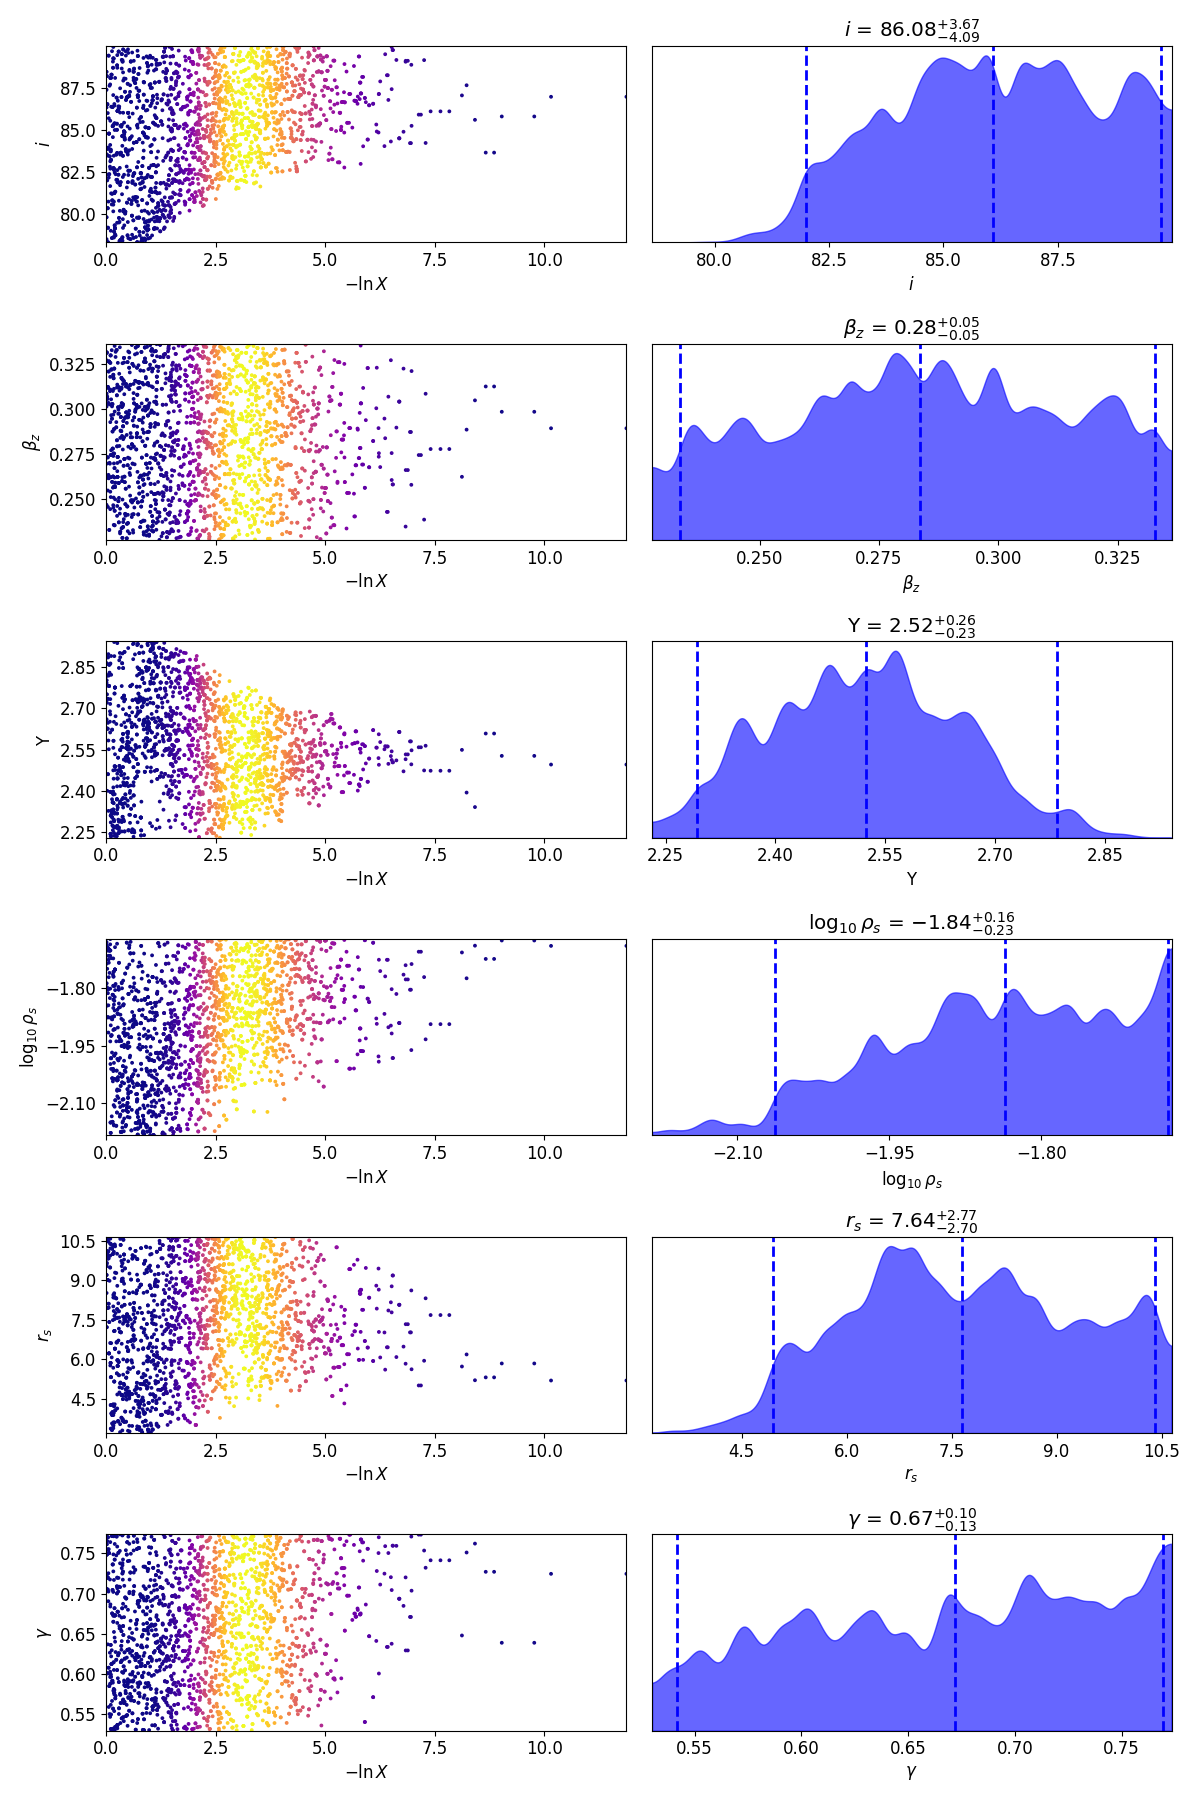 i = 86.08 +3.67 −4.09
87.5
85.0
82.5
80.0
i
0.0 2.5 5.0 7.5 10.0
80.0 82.5 85.0 87.5
−ln X
i
βz = 0.28 +0.05 −0.05
0.325
0.300
0.275
0.250
βz
0.0 2.5 5.0 7.5 10.0
0.250 0.275 0.300 0.325
−ln X
βz
Y = 2.52 +0.26 −0.23
2.85
2.70
2.55
2.40
2.25
Y
0.0 2.5 5.0 7.5 10.0
2.25 2.40 2.55 2.70 2.85
−ln X
Y
log10 ρs = −1.84 +0.16 −0.23
−1.80
−1.95
−2.10
log10 ρs
0.0 2.5 5.0 7.5 10.0
−2.10 −1.95 −1.80
−ln X
log10 ρs
rs = 7.64 +2.77 −2.70
10.5
9.0
7.5
6.0
4.5
rs
0.0 2.5 5.0 7.5 10.0
4.5 6.0 7.5 9.0 10.5
−ln X
rs
γ = 0.67 +0.10 −0.13
0.75
0.70
0.65
0.60
0.55
γ
0.0 2.5 5.0 7.5 10.0
0.55 0.60 0.65 0.70 0.75
−ln X
γ